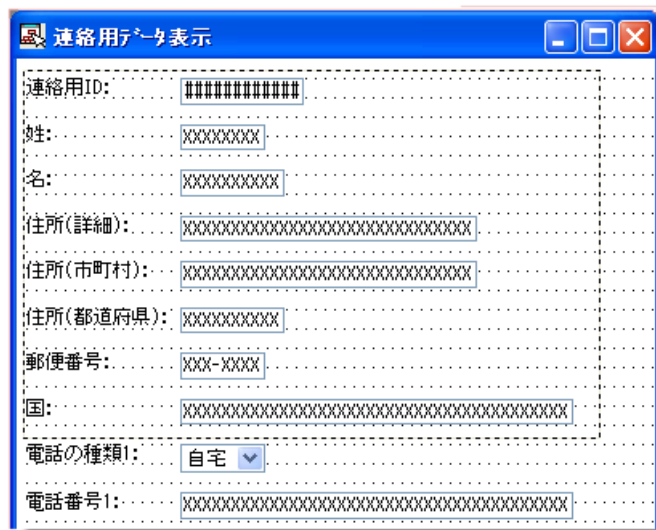 連絡用ﾃﾞｰﾀ表示
連絡用ID: ############
姓: XXXXXXXX
名: XXXXXXXXXX
住所(詳細): XXXXXXXXXXXXXXXXXXXXXXXXXXXXXX
住所(市町村): XXXXXXXXXXXXXXXXXXXXXXXXXXXXXX
住所(都道府県): XXXXXXXXXX
郵便番号: XXX-XXXX
国: XXXXXXXXXXXXXXXXXXXXXXXXXXXXXXXXXXXXXXXX
電話の種類1: 自宅
電話番号1: XXXXXXXXXXXXXXXXXXXXXXXXXXXXXXXXXXXXXXXX